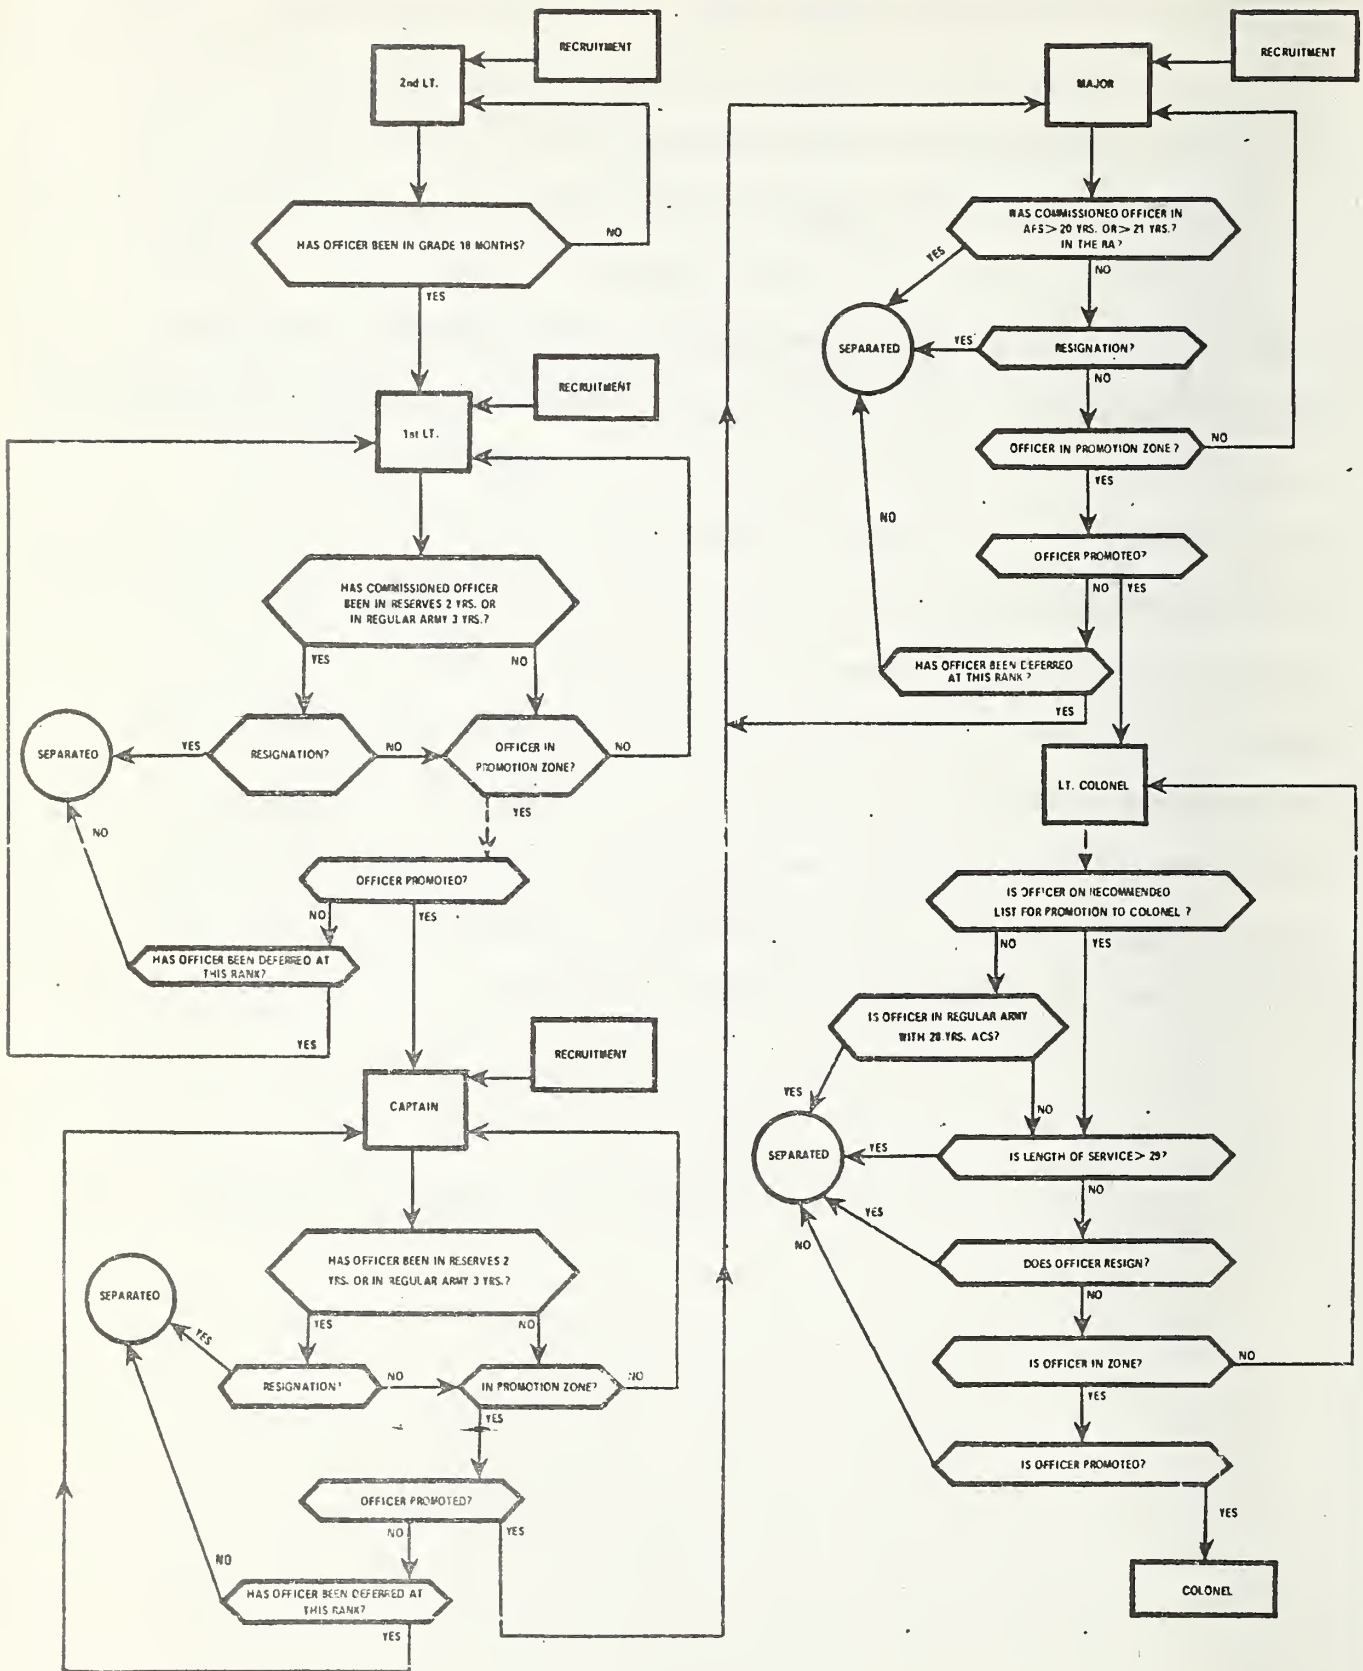 RECRUITMENT
2nd LT.
HAS OFFICER BEEN IN GRADE 18 MONTHS?
NO
YES
RECRUITMENT
1st LT.
HAS COMMISSIONED OFFICER
BEEN IN RESERVES 2 YRS. OR
IN REGULAR ARMY 3 YRS.?
YES
NO
SEPARATED
YES
RESIGNATION?
NO
OFFICER IN
PROMOTION ZONE?
NO
YES
NO
OFFICER PROMOTED?
NO
YES
HAS OFFICER BEEN DEFERRED AT
THIS RANK?
YES
RECRUITMENT
CAPTAIN
HAS OFFICER BEEN IN RESERVES 2
YRS. OR IN REGULAR ARMY 3 YRS.?
SEPARATED
YES
NO
YES
RESIGNATION?
NO
IN PROMOTION ZONE?
NO
YES
OFFICER PROMOTED?
NO
YES
NO
HAS OFFICER BEEN DEFERRED AT
THIS RANK?
YES
RECRUITMENT
MAJOR
WAS COMMISSIONED OFFICER IN
AFS > 20 YRS. OR > 21 YRS.?
IN THE RA?
YES
NO
SEPARATED
YES
RESIGNATION?
NO
OFFICER IN PROMOTION ZONE?
NO
YES
NO
OFFICER PROMOTED?
NO
YES
HAS OFFICER BEEN DEFERRED
AT THIS RANK?
YES
LT. COLONEL
IS OFFICER ON RECOMMENDED
LIST FOR PROMOTION TO COLONEL?
NO
YES
IS OFFICER IN REGULAR ARMY
WITH 28 YRS. ACS?
YES
NO
SEPARATED
YES
IS LENGTH OF SERVICE > 29?
NO
YES
NO
DOES OFFICER RESIGN?
NO
IS OFFICER IN ZONE?
NO
YES
IS OFFICER PROMOTED?
YES
COLONEL